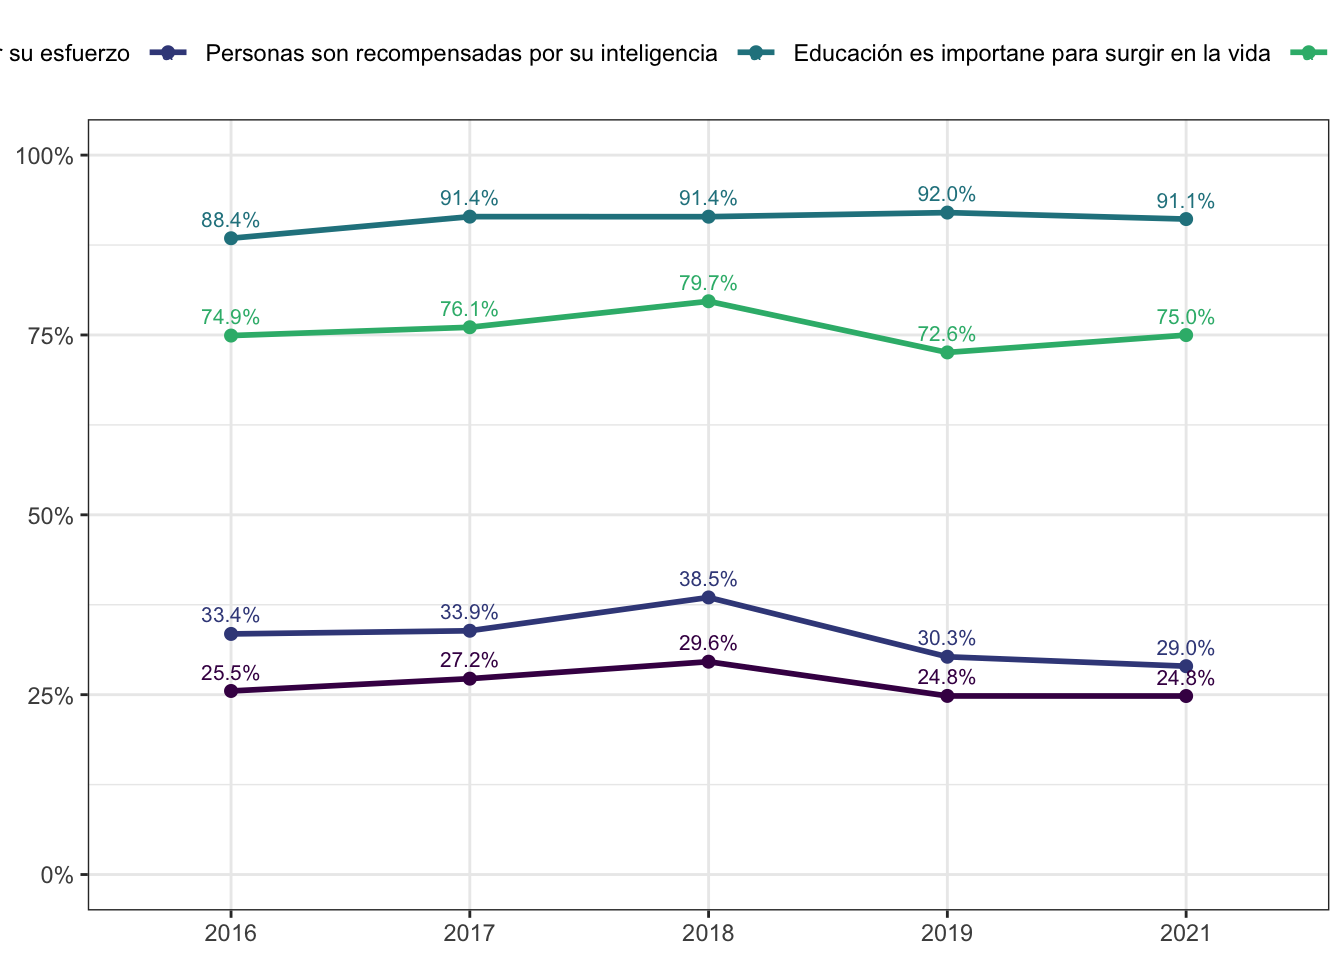 su esfuerzo Personas son recompensadas por su inteligencia Educación es importane para surgir en la vida
100%
88.4% 91.4% 91.4% 92.0% 91.1%
74.9% 76.1% 79.7% 72.6% 75.0%
75%
50%
33.4% 33.9% 38.5% 30.3% 29.0%
25.5% 27.2% 29.6% 24.8% 24.8%
25%
0%
2016 2017 2018 2019 2021